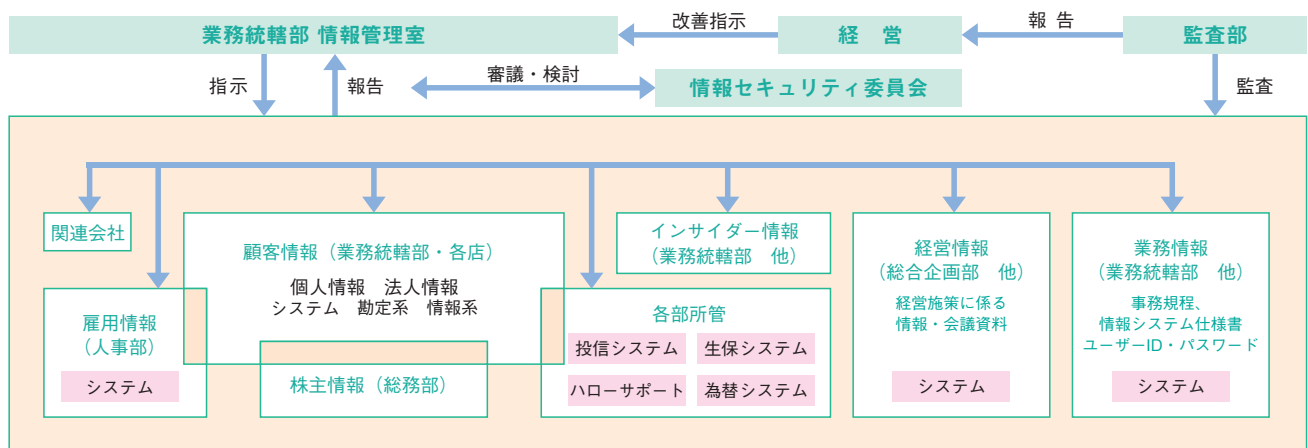 業務統轄部 情報管理室
改善指示
経　営
報 告
監査部
指示
報告
審議・検討
情報セキュリティ委員会
監査
関連会社
顧客情報（業務統轄部・各店）
個人情報　法人情報
システム　勘定系　情報系
インサイダー情報
（業務統轄部　他）
経営情報
（総合企画部　他）
経営施策に係る
情報・会議資料
システム
業務情報
（業務統轄部　他）
事務規程、
情報システム仕様書
ユーザーID・パスワード
システム
雇用情報
（人事部）
システム
株主情報（総務部）
各部所管
投信システム
生保システム
ハローサポート
為替システム